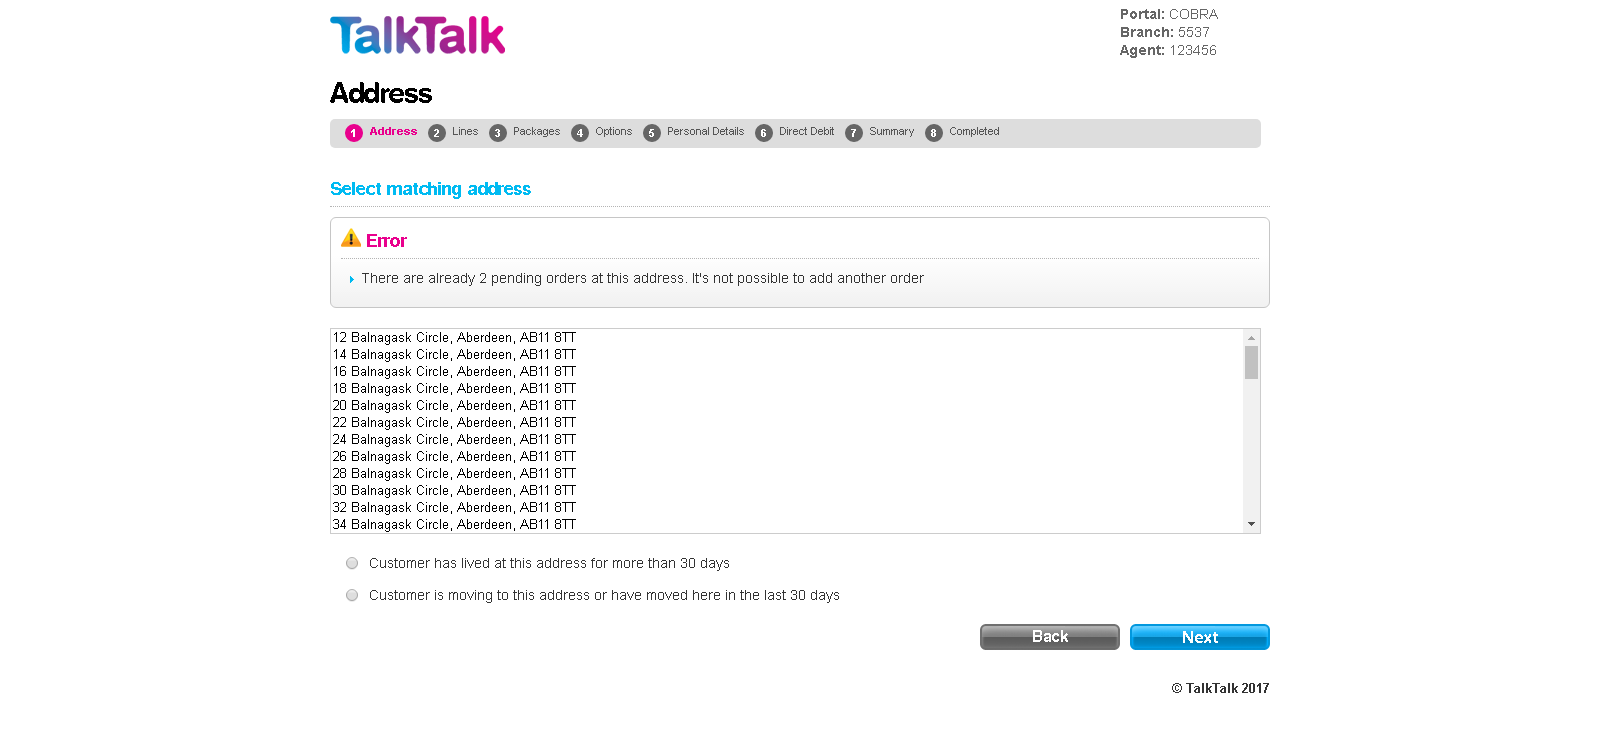 TalkTalk
Portal: COBRA
Branch: 5537
Agent: 123456
Address
1 Address 2 Lines 3 Packages 4 Options 5 Personal Details 6 Direct Debit 7 Summary 8 Completed
Select matching address
Error
There are already 2 pending orders at this address. It's not possible to add another order
12 Balnagask Circle, Aberdeen, AB11 8TT
14 Balnagask Circle, Aberdeen, AB11 8TT
16 Balnagask Circle, Aberdeen, AB11 8TT
18 Balnagask Circle, Aberdeen, AB11 8TT
20 Balnagask Circle, Aberdeen, AB11 8TT
22 Balnagask Circle, Aberdeen, AB11 8TT
24 Balnagask Circle, Aberdeen, AB11 8TT
26 Balnagask Circle, Aberdeen, AB11 8TT
28 Balnagask Circle, Aberdeen, AB11 8TT
30 Balnagask Circle, Aberdeen, AB11 8TT
32 Balnagask Circle, Aberdeen, AB11 8TT
34 Balnagask Circle, Aberdeen, AB11 8TT
Customer has lived at this address for more than 30 days
Customer is moving to this address or have moved here in the last 30 days
Back Next
© TalkTalk 2017